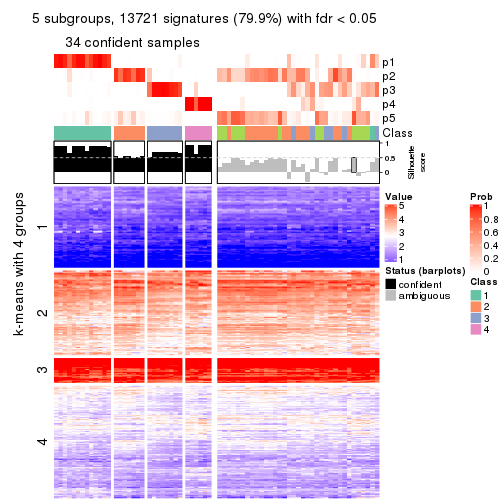 5 subgroups, 13721 signatures (79.9%) with fdr < 0.05
34 confident samples
p1
p2
p3
p4
p5
Class
1
0.5
0
Silhouette
score
k-means with 4 groups
1
2
3
4
Value
5
4
3
2
1
Status (barplots)
confident
ambiguous
Prob
1
0.8
0.6
0.4
0.2
0
Class
1
2
3
4